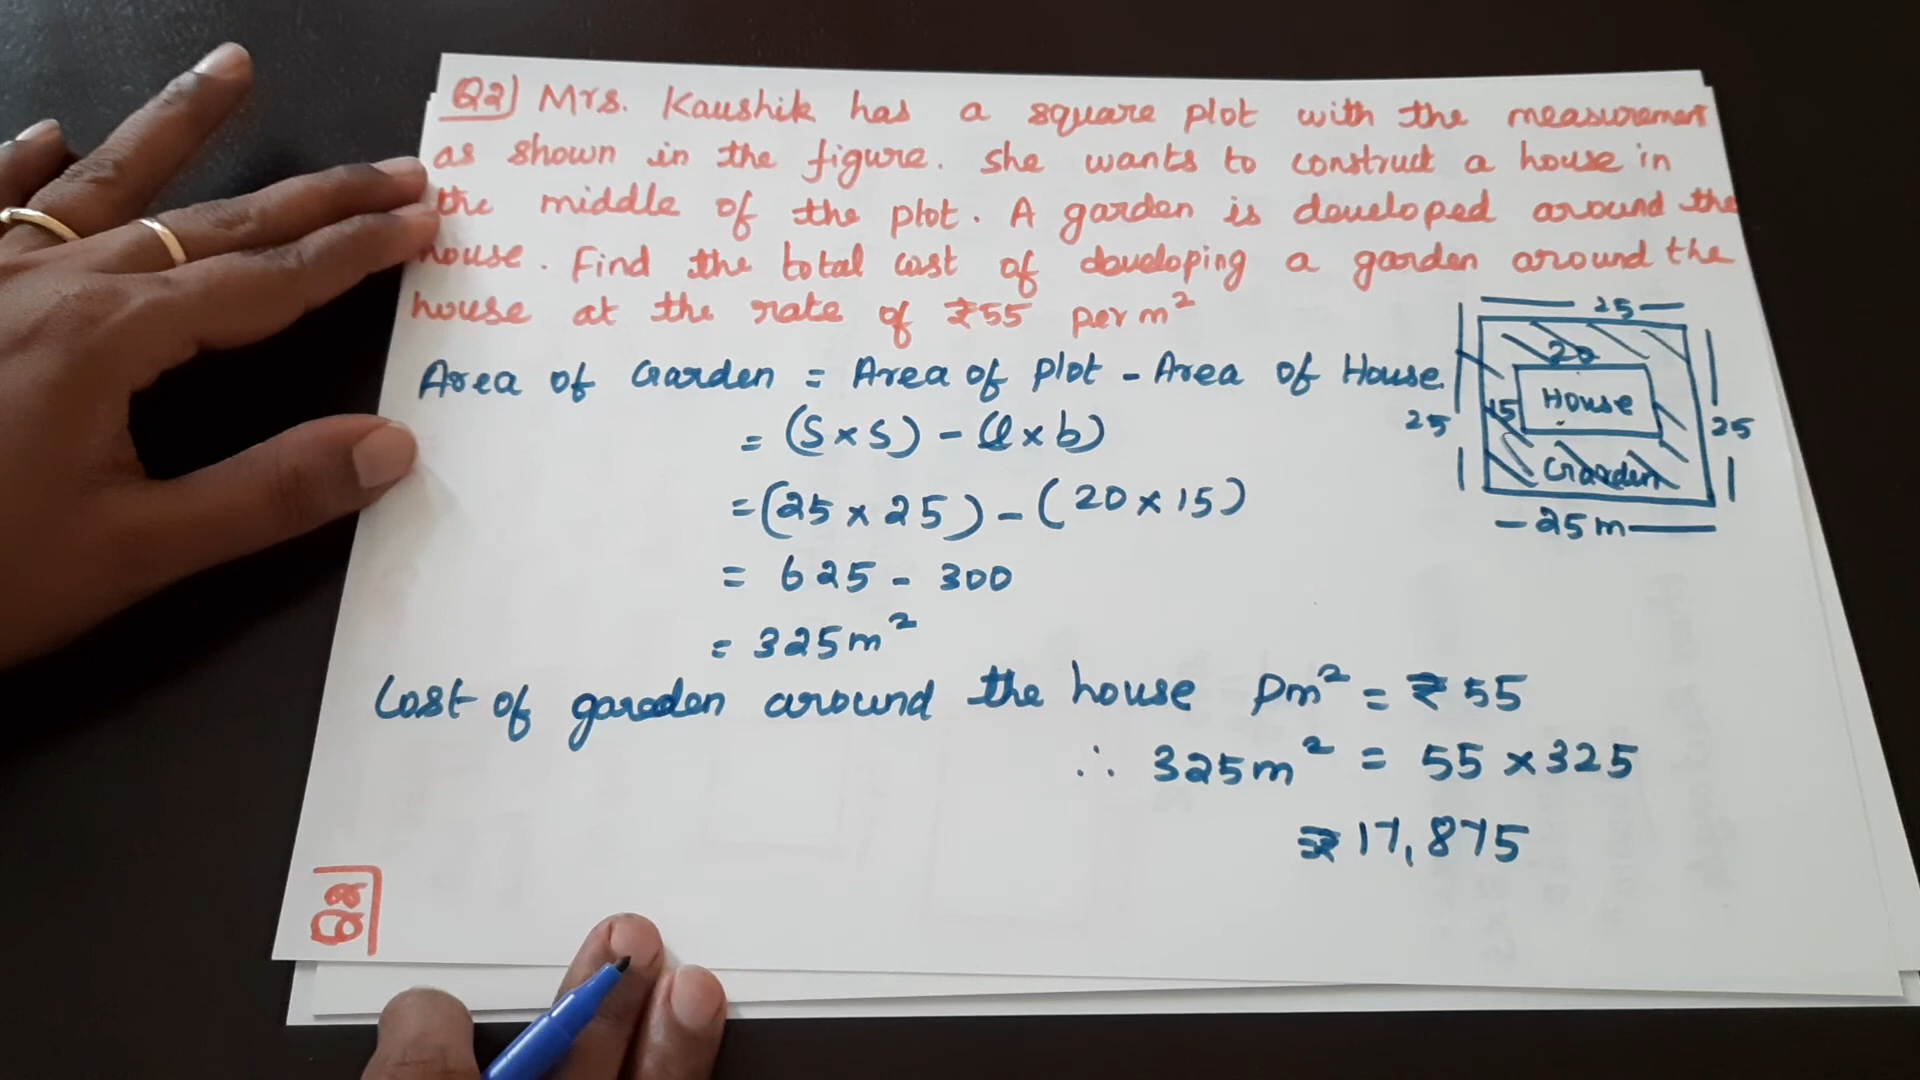 Q2) Mrs. Kaushik has a square plot with the measurement
as shown in the figure. She wants to construct a house in
the middle of the plot. A garden is developed around the
house. Find the total cost of developing a garden around the
house at the rate of ₹55 per m²
25
20
House
15
25
25
Garden
25m
Area of Garden = Area of plot - Area of House
= (S×S) - (l×b)
= (25 × 25) - (20 × 15)
= 625 - 300
= 325m²
Cost of garden around the house pm² = ₹55
∴ 325m² = 55 × 325
₹17,875
Q2